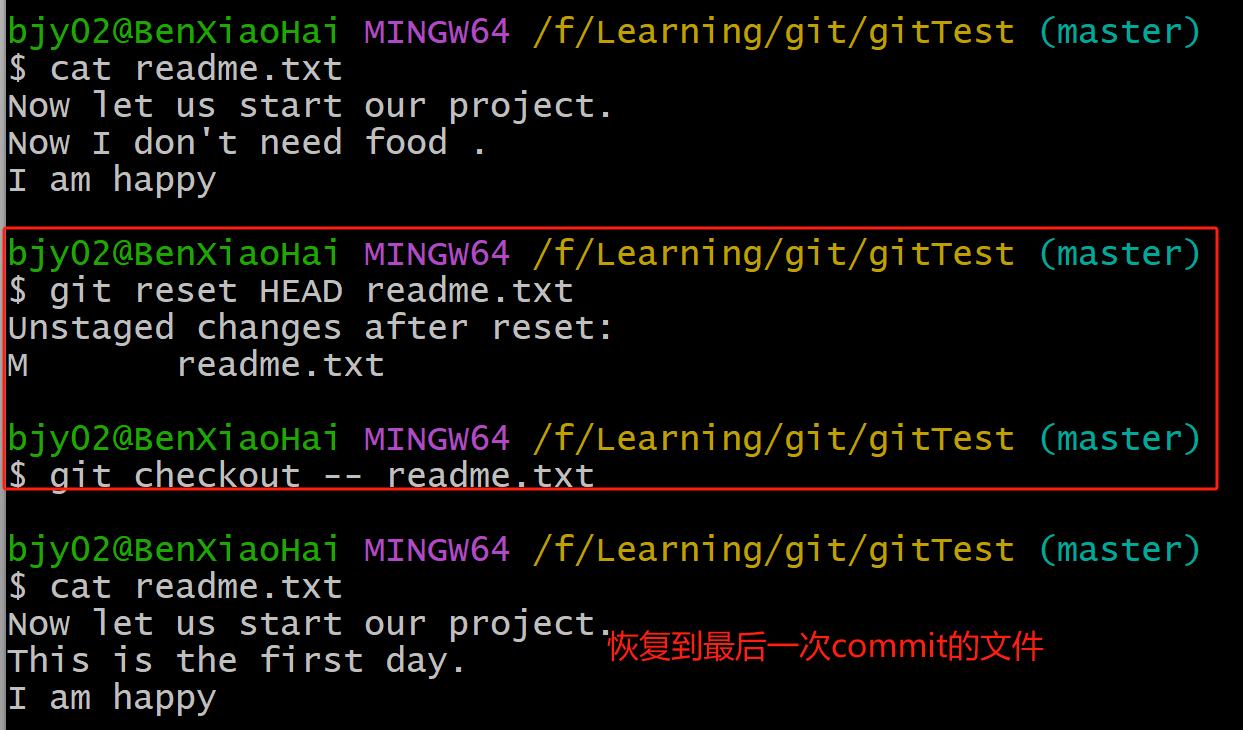 bjy02@BenXiaoHai MINGW64 /f/Learning/git/gitTest (master)
$ cat readme.txt
Now let us start our project.
Now I don't need food .
I am happy
bjy02@BenXiaoHai MINGW64 /f/Learning/git/gitTest (master)
$ git reset HEAD readme.txt
Unstaged changes after reset:
M       readme.txt
bjy02@BenXiaoHai MINGW64 /f/Learning/git/gitTest (master)
$ git checkout -- readme.txt
bjy02@BenXiaoHai MINGW64 /f/Learning/git/gitTest (master)
$ cat readme.txt
Now let us start our project.
恢复到最后一次commit的文件
This is the first day.
I am happy